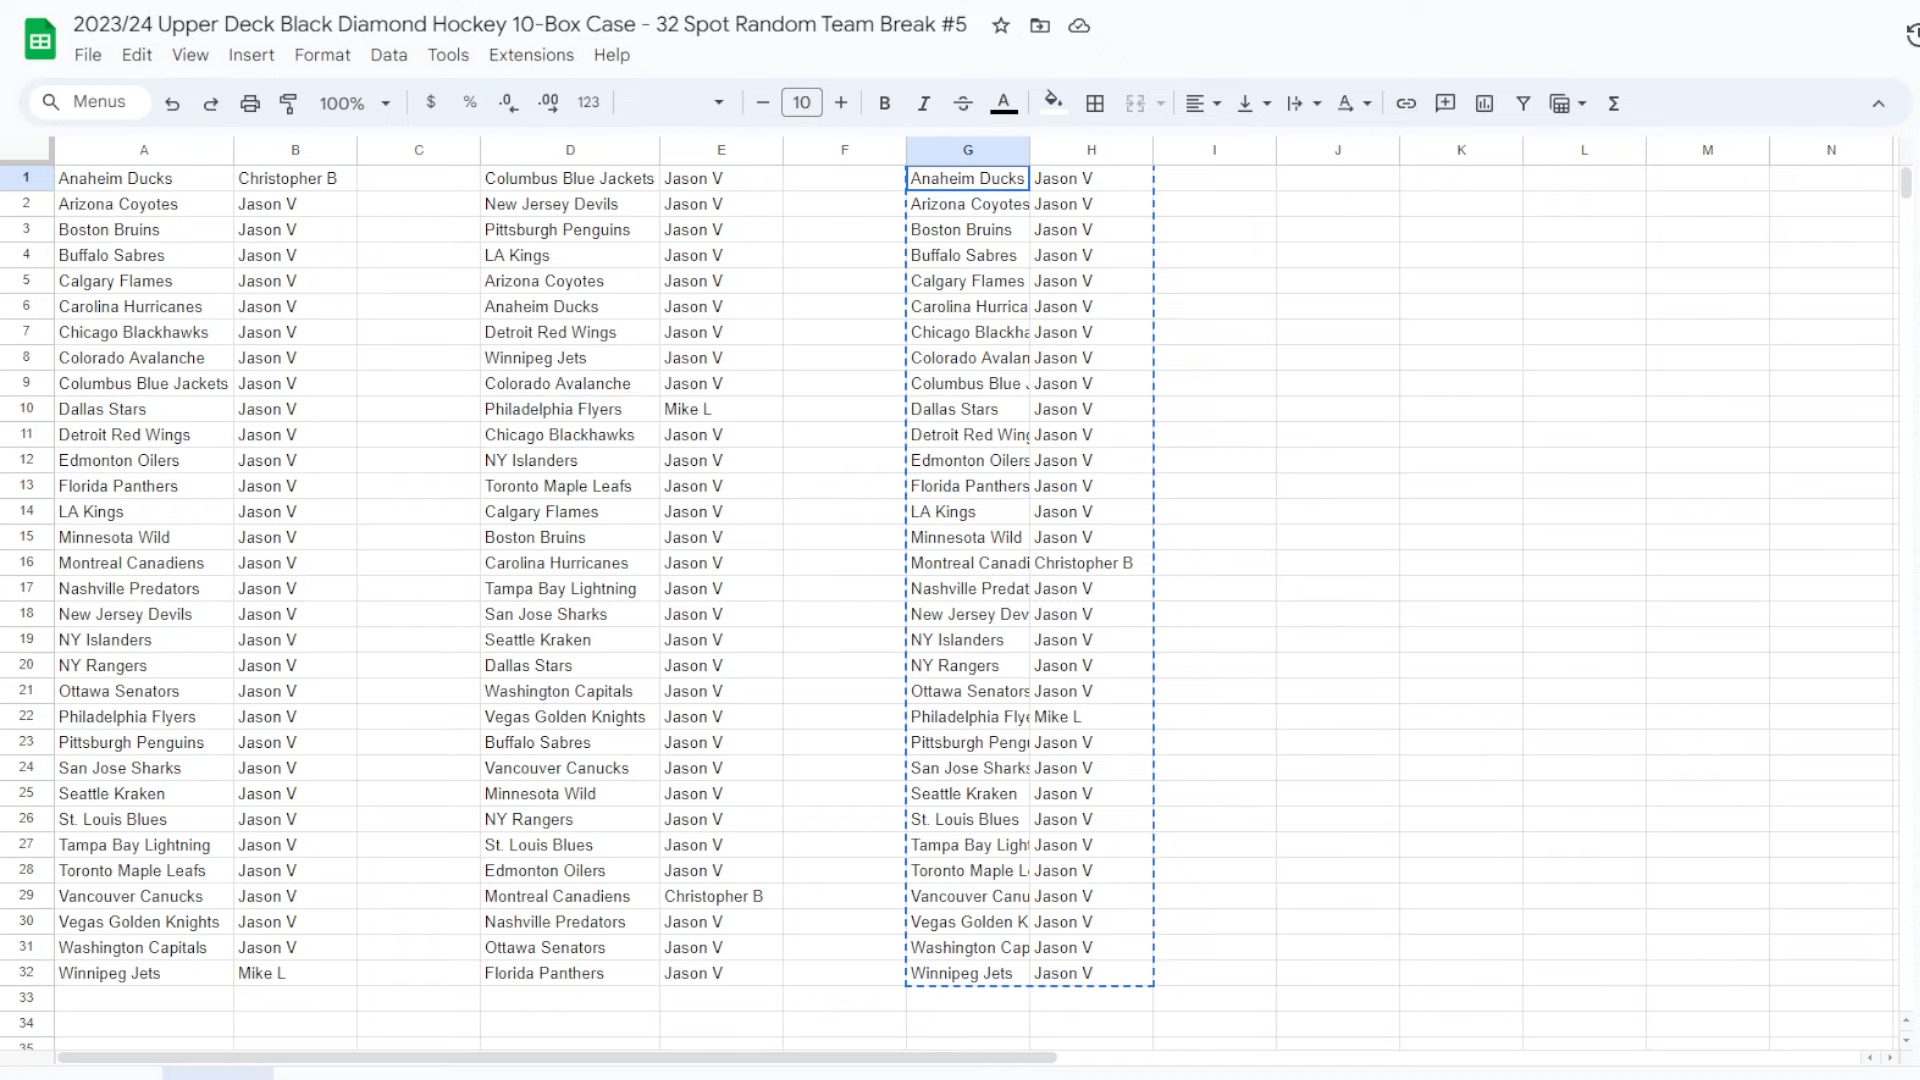 2023/24 Upper Deck Black Diamond Hockey 10-Box Case - 32 Spot Random Team Break #5
File Edit View Insert Format Data Tools Extensions Help
Menus 100% $ % .0 .00 123 10 B I S A
A B C D E F G H I J K L M N
1 Anaheim Ducks Christopher B Columbus Blue Jackets Jason V Anaheim Ducks Jason V
2 Arizona Coyotes Jason V New Jersey Devils Jason V Arizona Coyotes Jason V
3 Boston Bruins Jason V Pittsburgh Penguins Jason V Boston Bruins Jason V
4 Buffalo Sabres Jason V LA Kings Jason V Buffalo Sabres Jason V
5 Calgary Flames Jason V Arizona Coyotes Jason V Calgary Flames Jason V
6 Carolina Hurricanes Jason V Anaheim Ducks Jason V Carolina Hurrica Jason V
7 Chicago Blackhawks Jason V Detroit Red Wings Jason V Chicago Blackha Jason V
8 Colorado Avalanche Jason V Winnipeg Jets Jason V Colorado Avalan Jason V
9 Columbus Blue Jackets Jason V Colorado Avalanche Jason V Columbus Blue Jason V
10 Dallas Stars Jason V Philadelphia Flyers Mike L Dallas Stars Jason V
11 Detroit Red Wings Jason V Chicago Blackhawks Jason V Detroit Red Wing Jason V
12 Edmonton Oilers Jason V NY Islanders Jason V Edmonton Oilers Jason V
13 Florida Panthers Jason V Toronto Maple Leafs Jason V Florida Panthers Jason V
14 LA Kings Jason V Calgary Flames Jason V LA Kings Jason V
15 Minnesota Wild Jason V Boston Bruins Jason V Minnesota Wild Jason V
16 Montreal Canadiens Jason V Carolina Hurricanes Jason V Montreal Canadi Christopher B
17 Nashville Predators Jason V Tampa Bay Lightning Jason V Nashville Predat Jason V
18 New Jersey Devils Jason V San Jose Sharks Jason V New Jersey Dev Jason V
19 NY Islanders Jason V Seattle Kraken Jason V NY Islanders Jason V
20 NY Rangers Jason V Dallas Stars Jason V NY Rangers Jason V
21 Ottawa Senators Jason V Washington Capitals Jason V Ottawa Senators Jason V
22 Philadelphia Flyers Jason V Vegas Golden Knights Jason V Philadelphia Flye Mike L
23 Pittsburgh Penguins Jason V Buffalo Sabres Jason V Pittsburgh Pengu Jason V
24 San Jose Sharks Jason V Vancouver Canucks Jason V San Jose Sharks Jason V
25 Seattle Kraken Jason V Minnesota Wild Jason V Seattle Kraken Jason V
26 St. Louis Blues Jason V NY Rangers Jason V St. Louis Blues Jason V
27 Tampa Bay Lightning Jason V St. Louis Blues Jason V Tampa Bay Light Jason V
28 Toronto Maple Leafs Jason V Edmonton Oilers Jason V Toronto Maple L Jason V
29 Vancouver Canucks Jason V Montreal Canadiens Christopher B Vancouver Canu Jason V
30 Vegas Golden Knights Jason V Nashville Predators Jason V Vegas Golden K Jason V
31 Washington Capitals Jason V Ottawa Senators Jason V Washington Cap Jason V
32 Winnipeg Jets Mike L Florida Panthers Jason V Winnipeg Jets Jason V
33
34
35